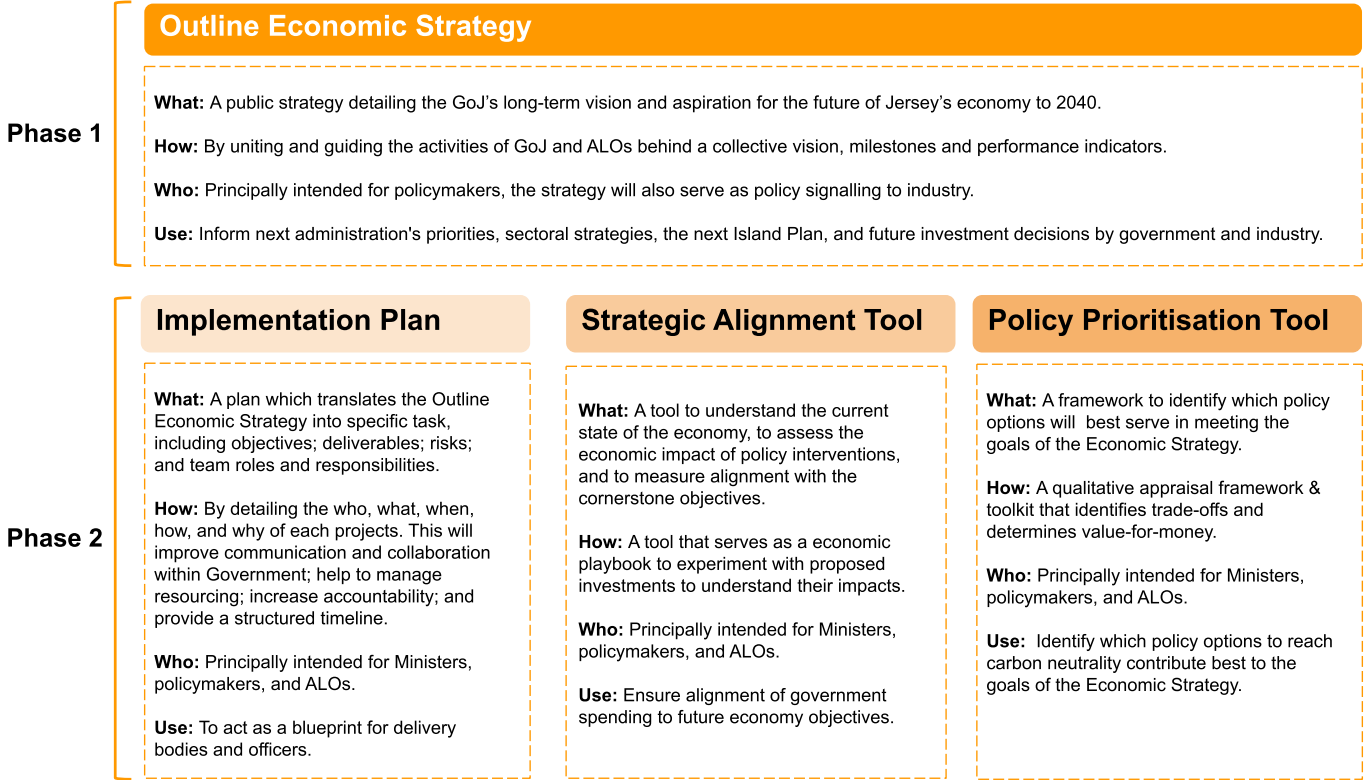 Outline Economic Strategy
Phase 1
What: A public strategy detailing the GoJ’s long-term vision and aspiration for the future of Jersey’s economy to 2040.
How: By uniting and guiding the activities of GoJ and ALOs behind a collective vision, milestones and performance indicators.
Who: Principally intended for policymakers, the strategy will also serve as policy signalling to industry.
Use: Inform next administration's priorities, sectoral strategies, the next Island Plan, and future investment decisions by government and industry.
Phase 2
Implementation Plan
What: A plan which translates the Outline
Economic Strategy into specific task,
including objectives; deliverables; risks;
and team roles and responsibilities.
How: By detailing the who, what, when,
how, and why of each projects. This will
improve communication and collaboration
within Government; help to manage
resourcing; increase accountability; and
provide a structured timeline.
Who: Principally intended for Ministers,
policymakers, and ALOs.
Use: To act as a blueprint for delivery
bodies and officers.
Strategic Alignment Tool
What: A tool to understand the current
state of the economy, to assess the
economic impact of policy interventions,
and to measure alignment with the
cornerstone objectives.
How: A tool that serves as a economic
playbook to experiment with proposed
investments to understand their impacts.
Who: Principally intended for Ministers,
policymakers, and ALOs.
Use: Ensure alignment of government
spending to future economy objectives.
Policy Prioritisation Tool
What: A framework to identify which policy
options will  best serve in meeting the
goals of the Economic Strategy.
How: A qualitative appraisal framework &
toolkit that identifies trade-offs and
determines value-for-money.
Who: Principally intended for Ministers,
policymakers, and ALOs.
Use:  Identify which policy options to reach
carbon neutrality contribute best to the
goals of the Economic Strategy.